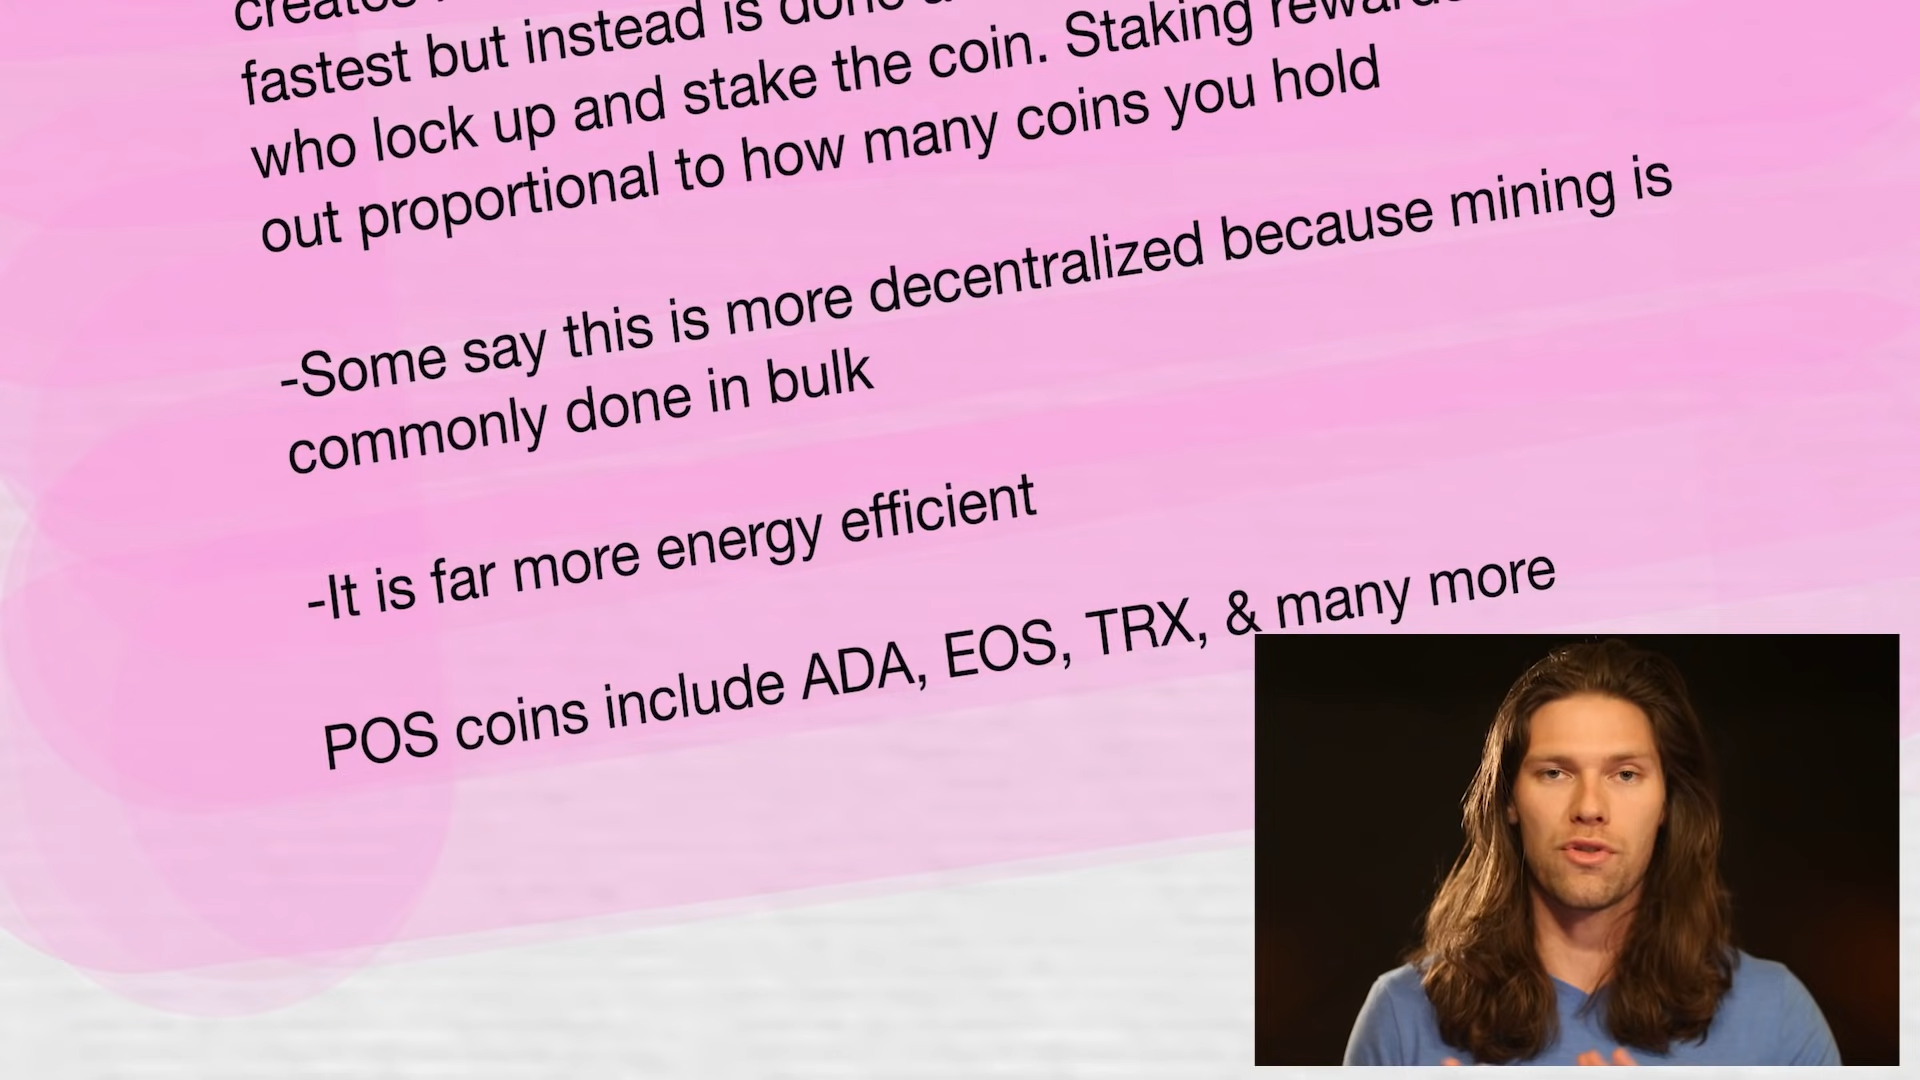 creates
fastest but instead is done
who lock up and stake the coin. Staking rewards
out proportional to how many coins you hold
-Some say this is more decentralized because mining is
commonly done in bulk
-It is far more energy efficient
POS coins include ADA, EOS, TRX, & many more